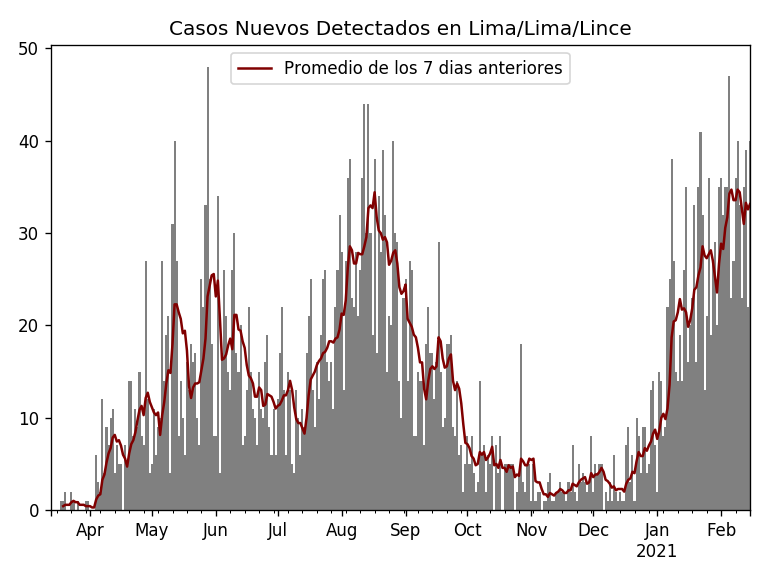 Casos Nuevos Detectados en Lima/Lima/Lince
Promedio de los 7 dias anteriores
50
40
30
20
10
0
Apr May Jun Jul Aug Sep Oct Nov Dec Jan Feb
2021